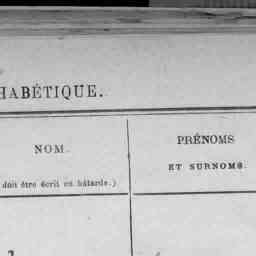 HABÉTIQUE.
NOM.
doit être écrit en bâtarde.)
PRÉNOMS
ET SURNOMS.